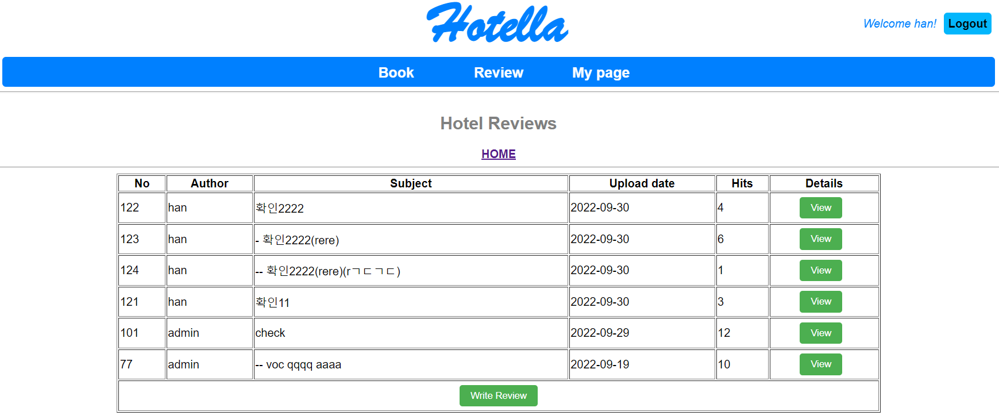 Hotella
Welcome han! Logout
Book Review My page
Hotel Reviews
HOME
No Author Subject Upload date Hits Details
122 han 확인2222 2022-09-30 4 View
123 han - 확인2222(rere) 2022-09-30 6 View
124 han -- 확인2222(rere)(rㄱㄷㄱㄷ) 2022-09-30 1 View
121 han 확인11 2022-09-30 3 View
101 admin check 2022-09-29 12 View
77 admin -- voc qqqq aaaa 2022-09-19 10 View
Write Review